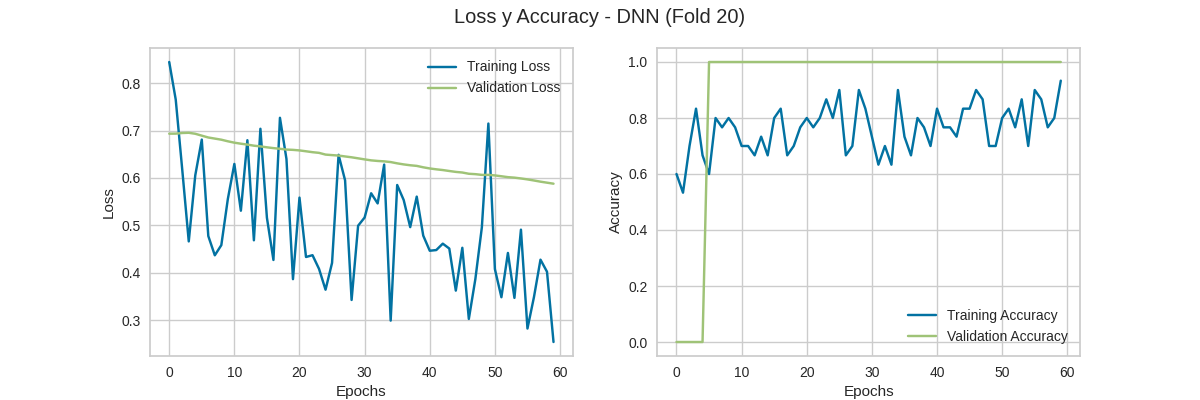 Loss y Accuracy - DNN (Fold 20)
Training Loss
Validation Loss
0.8
0.7
0.6
0.5
0.4
0.3
Loss
0 10 20 30 40 50 60
Epochs
1.0
0.8
0.6
0.4
0.2
0.0
Accuracy
Training Accuracy
Validation Accuracy
0 10 20 30 40 50 60
Epochs